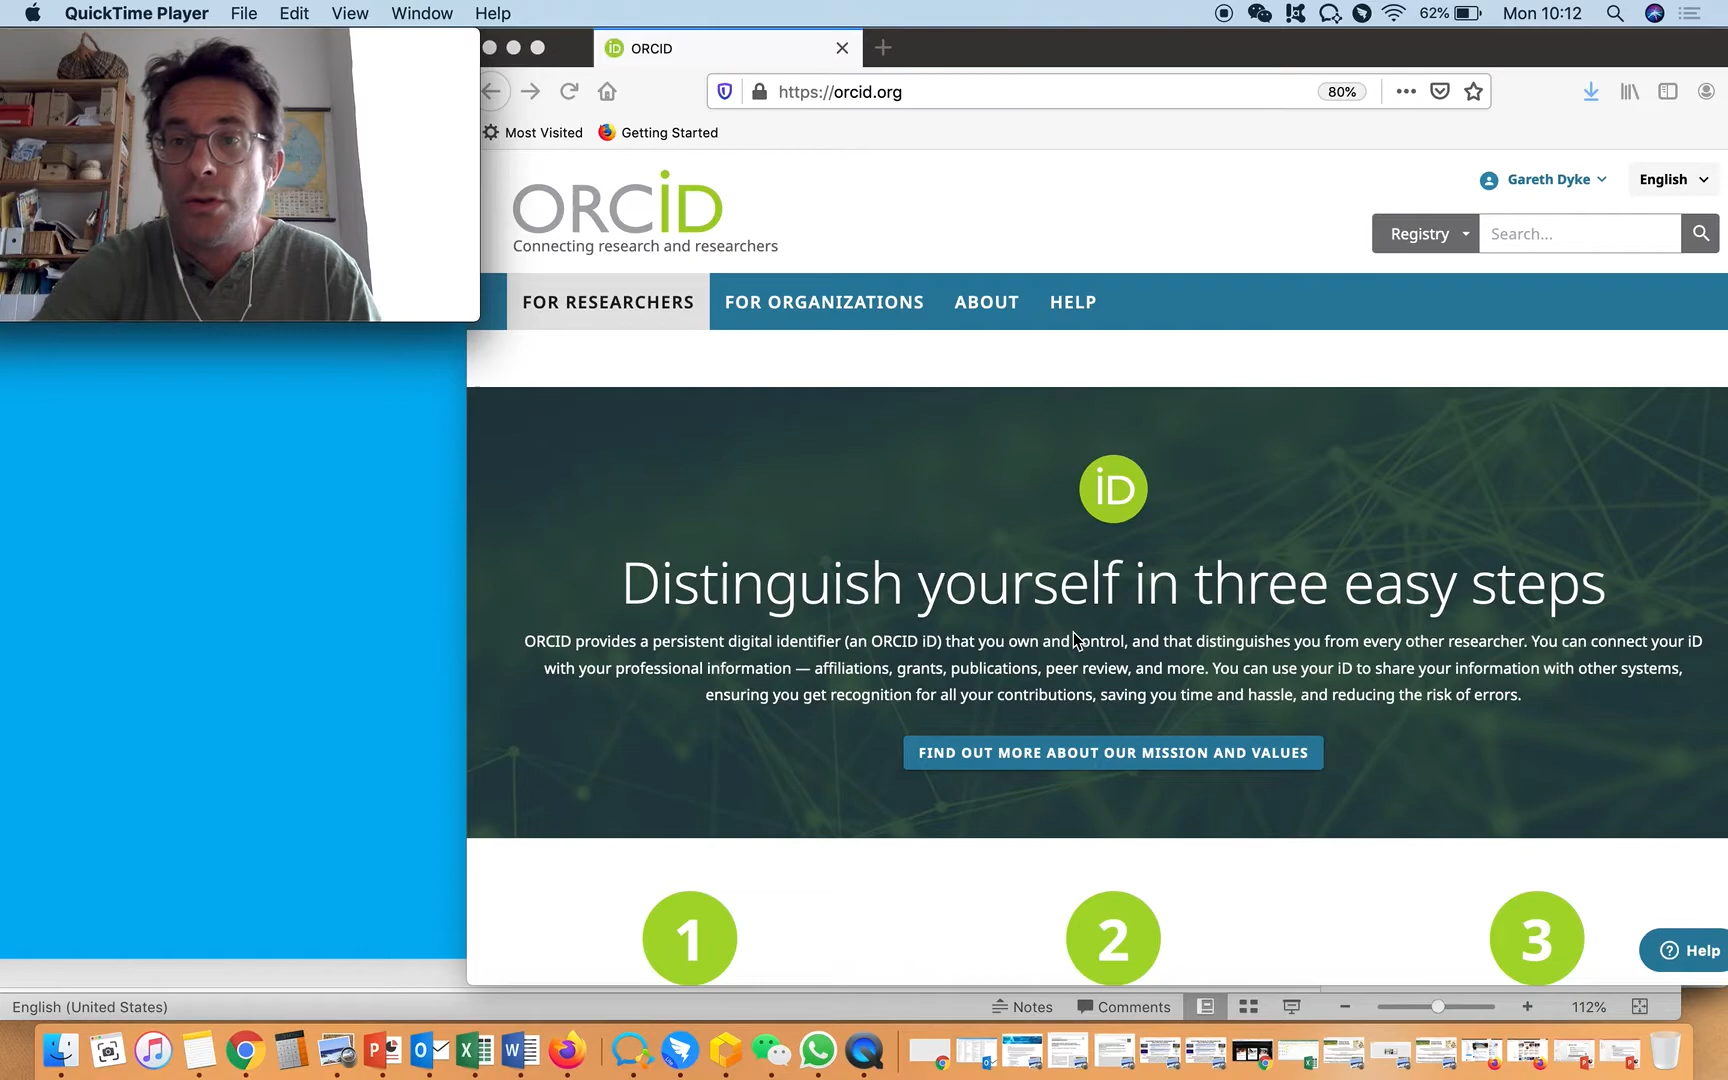 QuickTime Player File Edit View Window Help 62% Mon 10:12
ORCID
https://orcid.org 80%
Most Visited Getting Started
ORCID
Connecting research and researchers
Gareth Dyke English
Registry Search...
FOR RESEARCHERS FOR ORGANIZATIONS ABOUT HELP
iD
Distinguish yourself in three easy steps
ORCID provides a persistent digital identifier (an ORCID iD) that you own and control, and that distinguishes you from every other researcher. You can connect your iD
with your professional information — affiliations, grants, publications, peer review, and more. You can use your iD to share your information with other systems,
ensuring you get recognition for all your contributions, saving you time and hassle, and reducing the risk of errors.
FIND OUT MORE ABOUT OUR MISSION AND VALUES
1 2 3
Help
English (United States) Notes Comments 112%